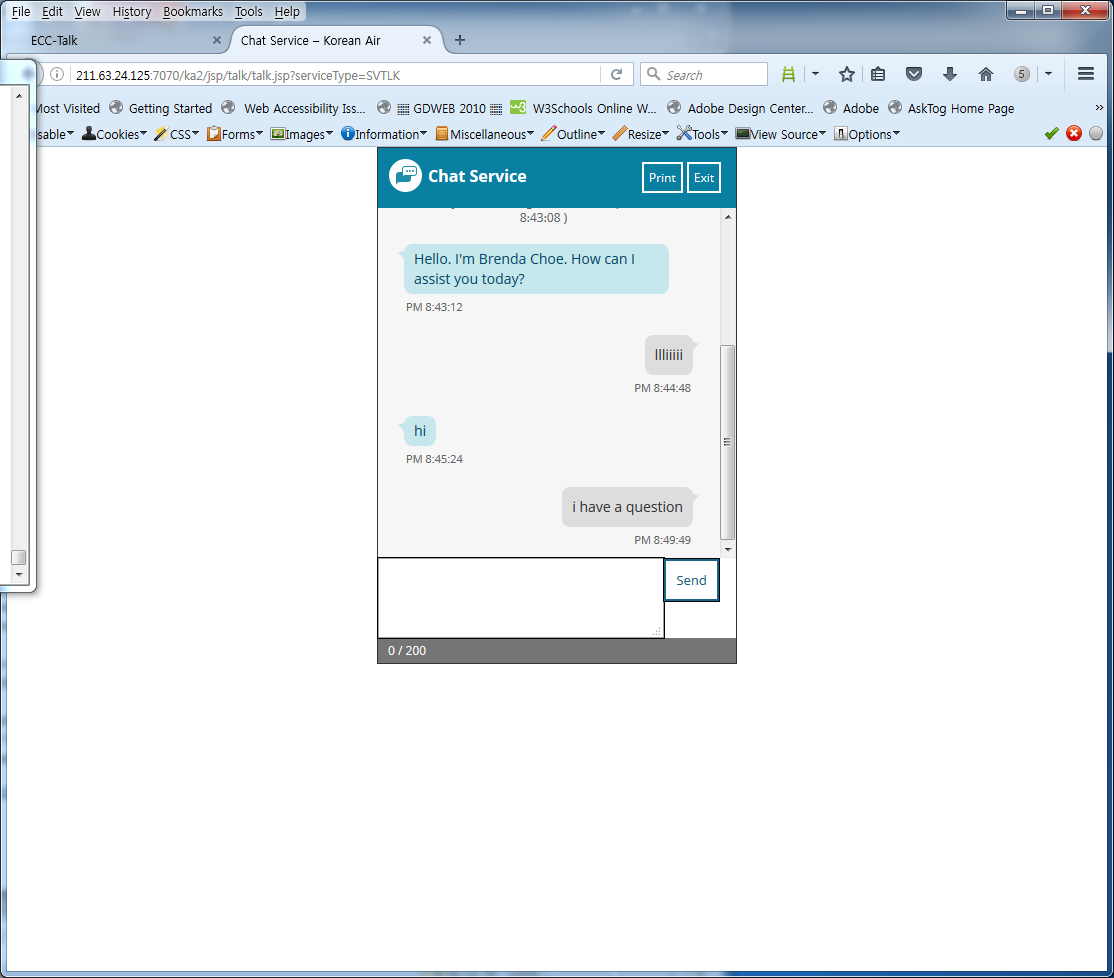 File Edit View History Bookmarks Tools Help
ECC-Talk
Chat Service – Korean Air
211.63.24.125:7070/ka2/jsp/talk/talk.jsp?serviceType=SVTLK
Search
5
Most Visited Getting Started Web Accessibility Iss... GDWEB 2010 W3Schools Online W... Adobe Design Center... Adobe AskTog Home Page
sable Cookies CSS Forms Images Information Miscellaneous Outline Resize Tools View Source Options
Chat Service
Print Exit
8:43:08 )
Hello. I'm Brenda Choe. How can I
assist you today?
PM 8:43:12
llliiiii
PM 8:44:48
hi
PM 8:45:24
i have a question
PM 8:49:49
Send
0 / 200